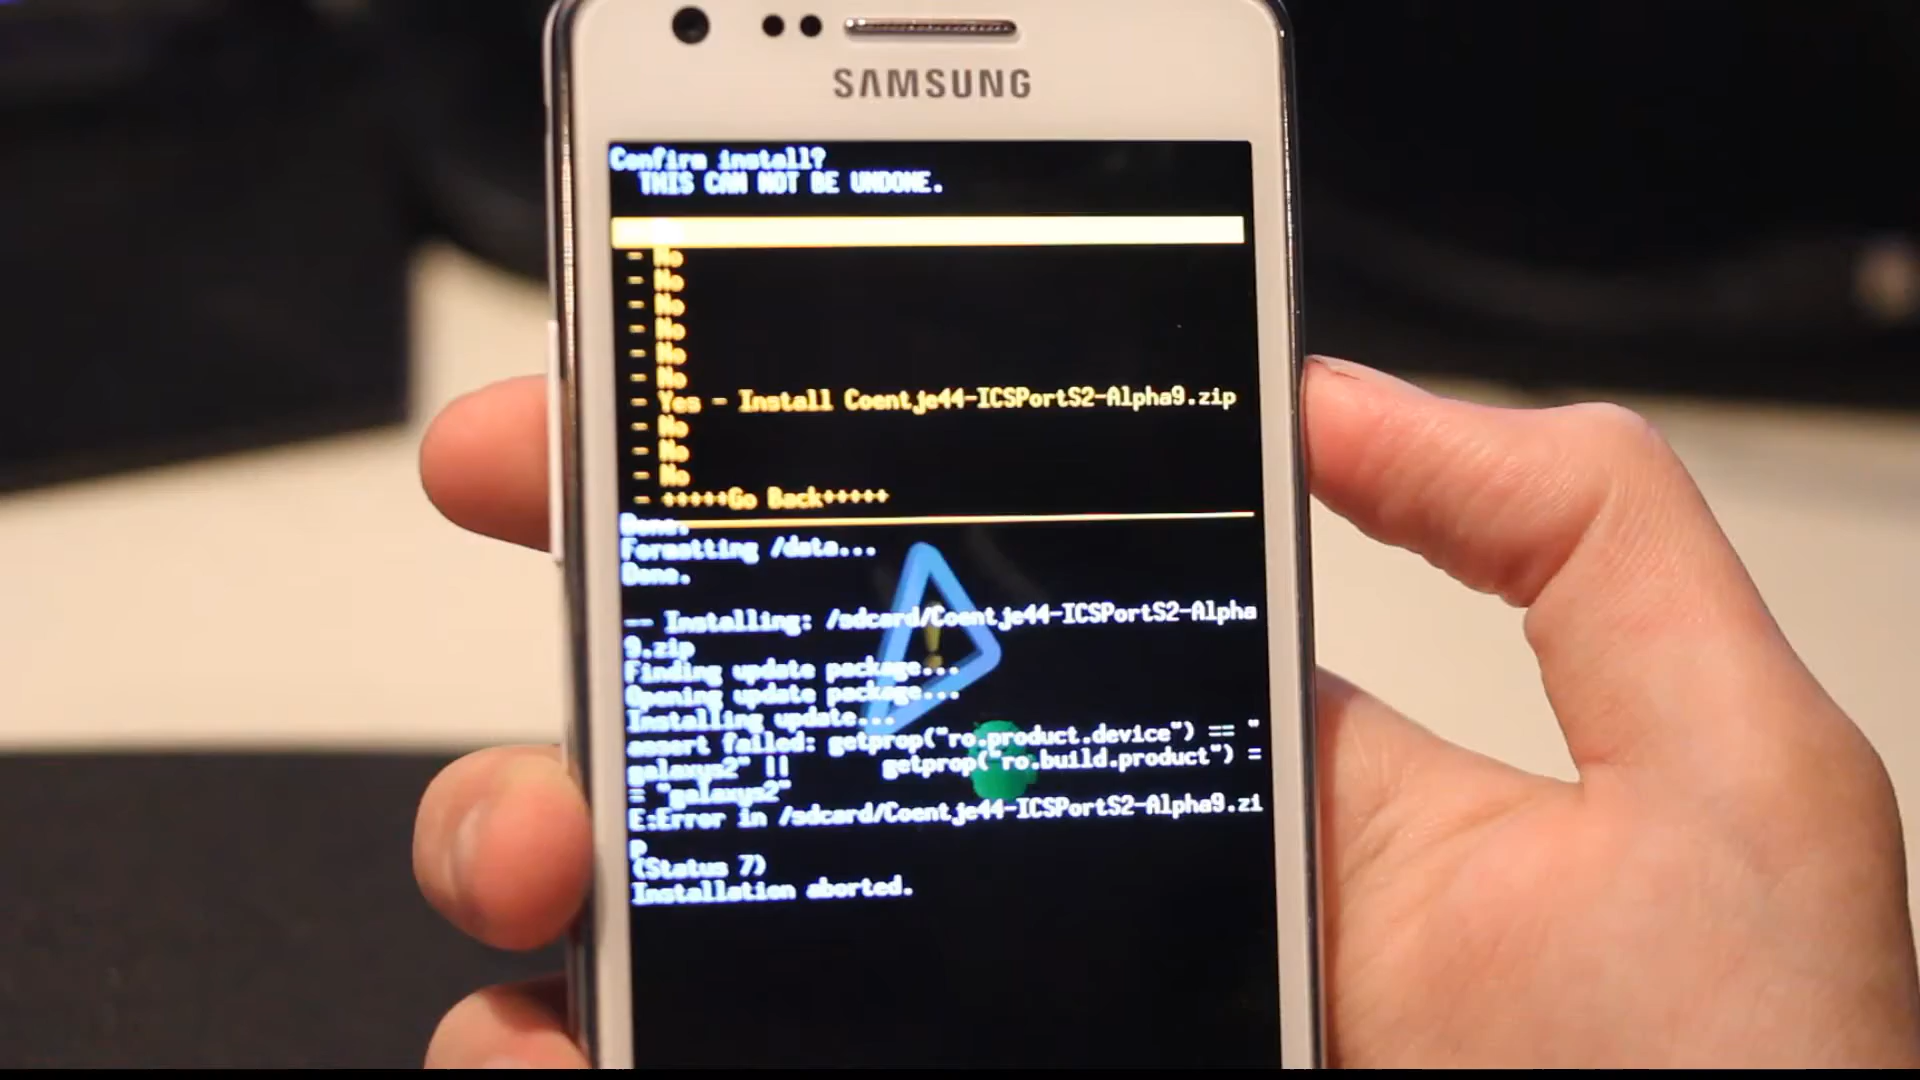 SAMSUNG
Confirm install?
THIS CAN NOT BE UNDONE.
- No
- No
- No
- No
- No
- No
- Yes - Install Coentje44-ICSPortS2-Alpha9.zip
- No
- No
- No
- +++++Go Back+++++
Done.
Formatting /data...
Done.
-- Installing: /sdcard/Coentje44-ICSPortS2-Alpha
9.zip
Finding update package...
Opening update package...
Installing update...
assert failed: getprop("ro.product.device") == "
galaxys2" || getprop("ro.build.product") =
= "galaxys2"
E:Error in /sdcard/Coentje44-ICSPortS2-Alpha9.zi
p
(Status 7)
Installation aborted.